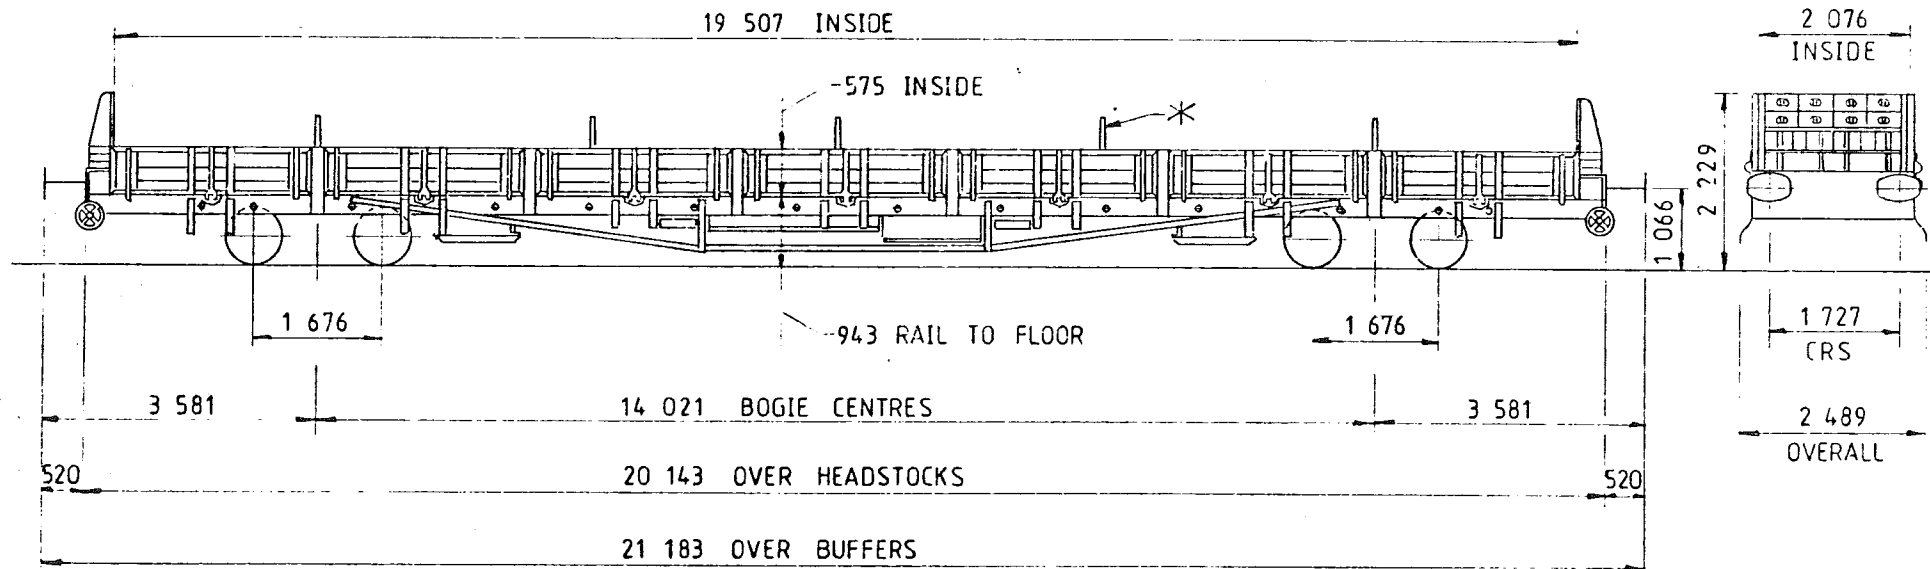 19 507 INSIDE
2 076
INSIDE
-575 INSIDE
2 229
1 066
1 676
-943 RAIL TO FLOOR
1 676
1 727
CRS
3 581
14 021 BOGIE CENTRES
3 581
2 489
OVERALL
520
20 143 OVER HEADSTOCKS
520
21 183 OVER BUFFERS